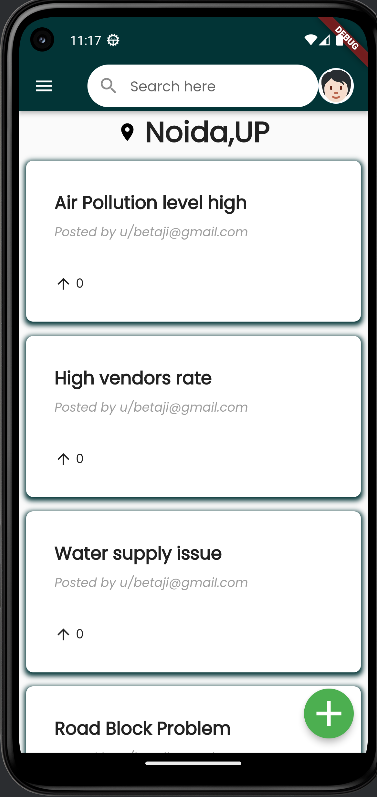 11:17
DEBUG
Search here
Noida,UP
Air Pollution level high
Posted by u/betaji@gmail.com
0
High vendors rate
Posted by u/betaji@gmail.com
0
Water supply issue
Posted by u/betaji@gmail.com
0
Road Block Problem